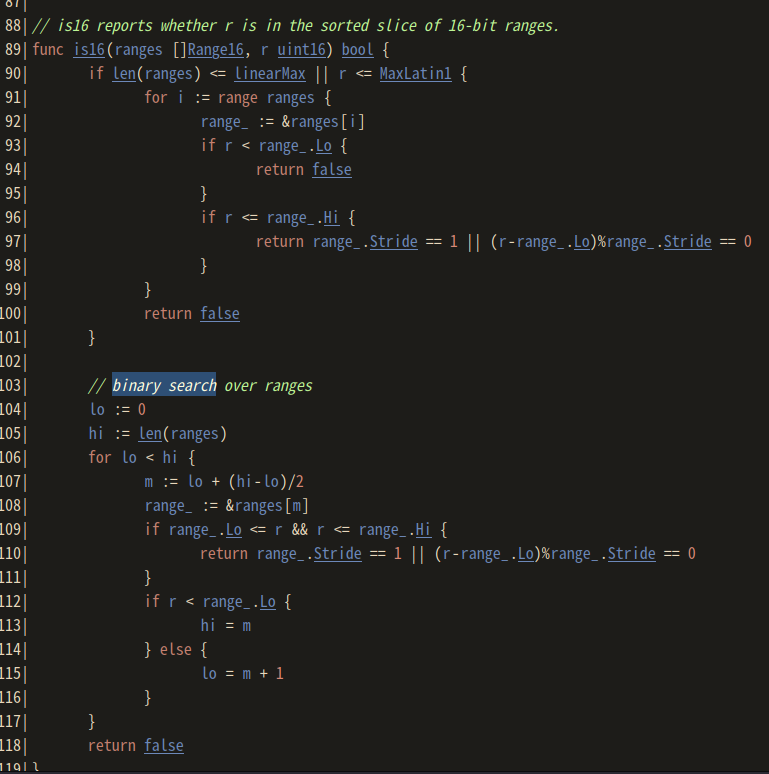 87|
88|// is16 reports whether r is in the sorted slice of 16-bit ranges.
89|func is16(ranges []Range16, r uint16) bool {
90|        if len(ranges) <= linearMax || r <= MaxLatin1 {
91|                for i := range ranges {
92|                        range_ := &ranges[i]
93|                        if r < range_.Lo {
94|                                return false
95|                        }
96|                        if r <= range_.Hi {
97|                                return range_.Stride == 1 || (r-range_.Lo)%range_.Stride == 0
98|                        }
99|                }
100|                return false
101|        }
102|
103|        // binary search over ranges
104|        lo := 0
105|        hi := len(ranges)
106|        for lo < hi {
107|                m := lo + (hi-lo)/2
108|                range_ := &ranges[m]
109|                if range_.Lo <= r && r <= range_.Hi {
110|                        return range_.Stride == 1 || (r-range_.Lo)%range_.Stride == 0
111|                }
112|                if r < range_.Lo {
113|                        hi = m
114|                } else {
115|                        lo = m + 1
116|                }
117|        }
118|        return false
119|}